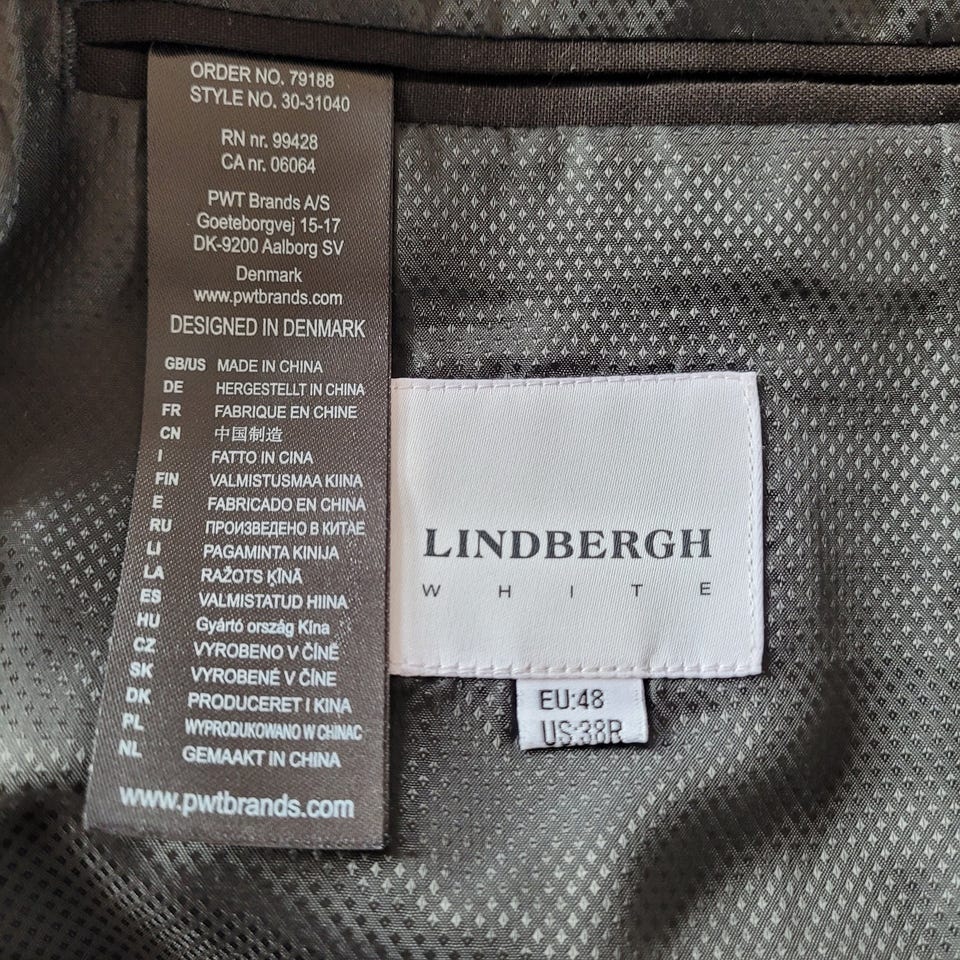 ORDER NO. 79188
STYLE NO. 30-31040
RN nr. 99428
CA nr. 06064
PWT Brands A/S
Goeteborgvej 15-17
DK-9200 Aalborg SV
Denmark
www.pwtbrands.com
DESIGNED IN DENMARK
GB/US MADE IN CHINA
DE HERGESTELLT IN CHINA
FR FABRIQUE EN CHINE
CN 中国制造
I FATTO IN CINA
FIN VALMISTUSMAA KIINA
E FABRICADO EN CHINA
RU ПРОИЗВЕДЕНО В КИТАЕ
LI PAGAMINTA KINIJA
LA RAŽOTS ĶĪNĀ
ES VALMISTATUD HIINA
HU Gyártó ország Kína
CZ VYROBENO V ČÍNĚ
SK VYROBENÉ V ČÍNE
DK PRODUCERET I KINA
PL WYPRODUKOWANO W CHINAC
NL GEMAAKT IN CHINA
www.pwtbrands.com
LINDBERGH
WHITE
EU:48
US:38R